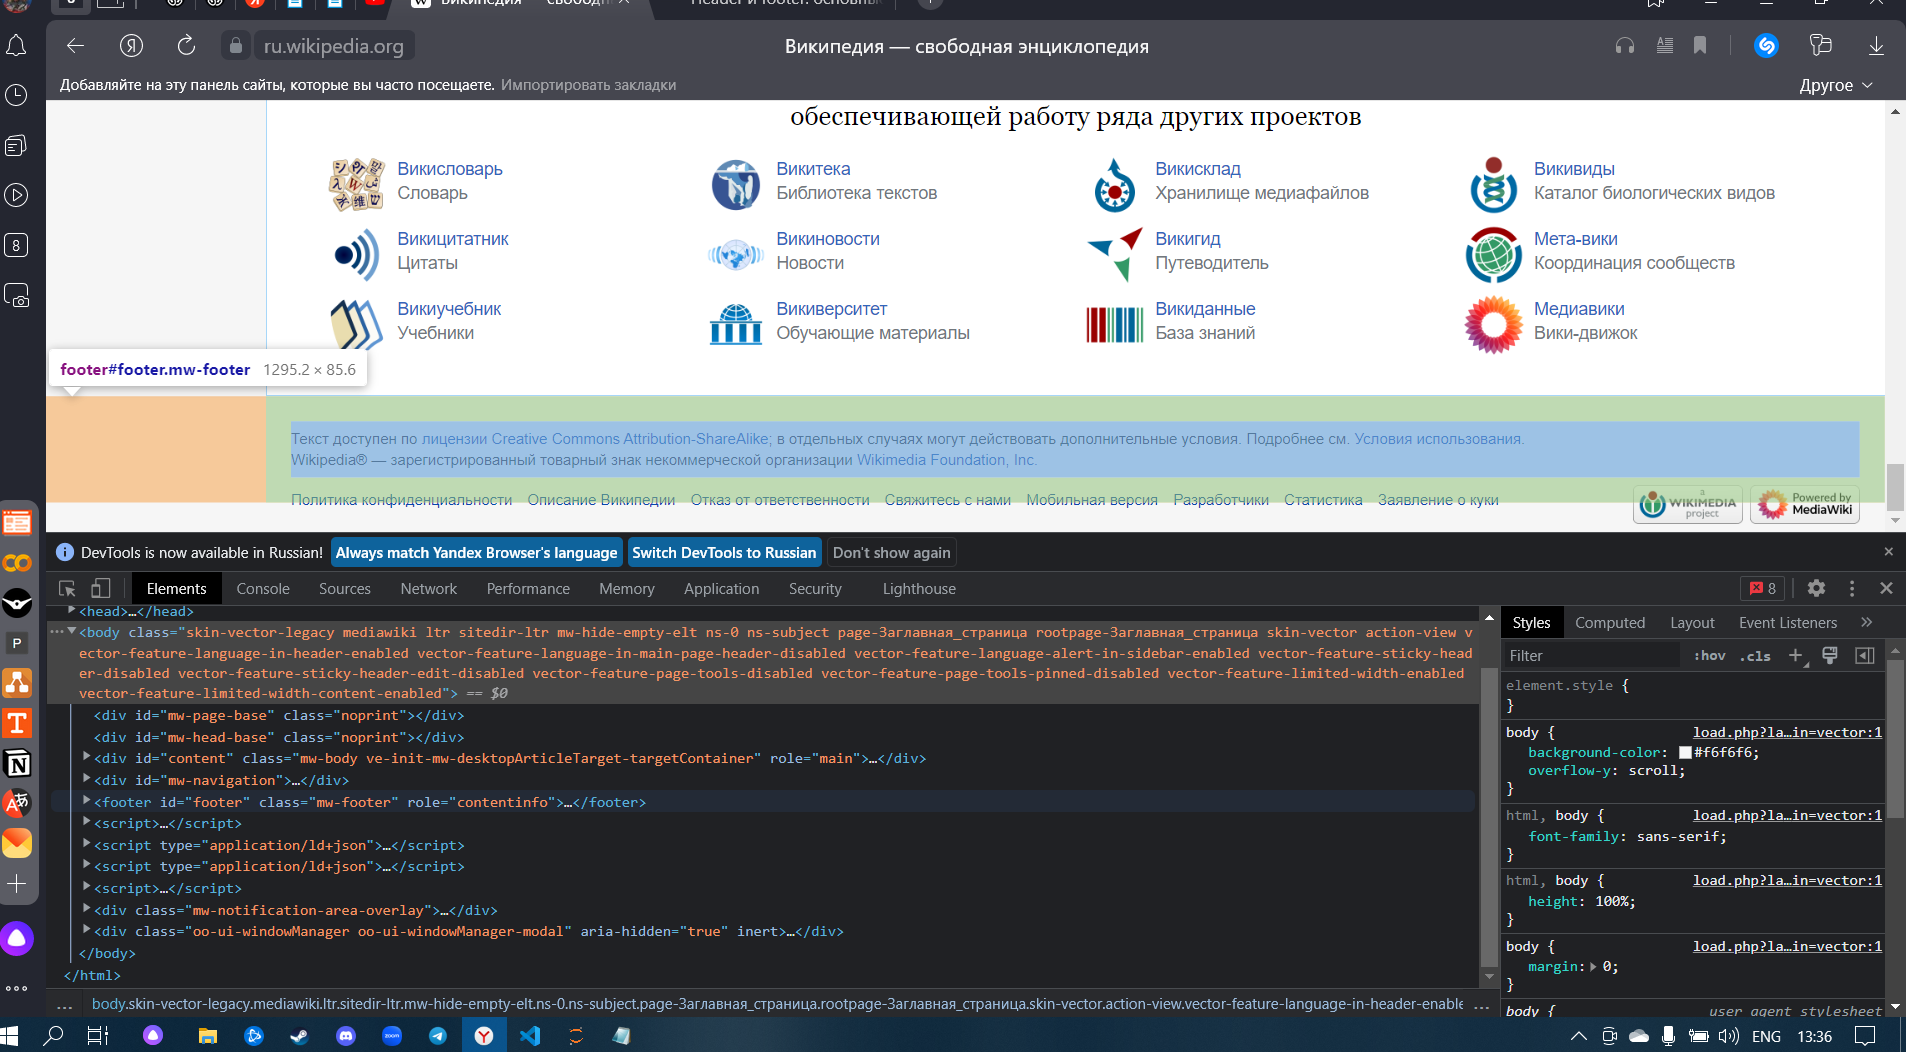 8
Википедия — свободн
Header и footer: основны
ru.wikipedia.org
Википедия — свободная энциклопедия
Добавляйте на эту панель сайты, которые вы часто посещаете. Импортировать закладки
Другое
обеспечивающей работу ряда других проектов
Викисловарь
Словарь
Викитека
Библиотека текстов
Викисклад
Хранилище медиафайлов
Викивиды
Каталог биологических видов
Викицитатник
Цитаты
Викиновости
Новости
Викигид
Путеводитель
Мета-вики
Координация сообществ
Викиучебник
Учебники
Викиверситет
Обучающие материалы
Викиданные
База знаний
Медиавики
Вики-движок
footer#footer.mw-footer 1295.2 × 85.6
Текст доступен по лицензии Creative Commons Attribution-ShareAlike; в отдельных случаях могут действовать дополнительные условия. Подробнее см. Условия использования.
Wikipedia® — зарегистрированный товарный знак некоммерческой организации Wikimedia Foundation, Inc.
Политика конфиденциальности Описание Википедии Отказ от ответственности Свяжитесь с нами Мобильная версия Разработчики Статистика Заявление о куки
a
WIKIMEDIA
project
Powered by
MediaWiki
DevTools is now available in Russian! Always match Yandex Browser's language Switch DevTools to Russian Don't show again
Elements Console Sources Network Performance Memory Application Security Lighthouse 8
<head>…</head>
<body class="skin-vector-legacy mediawiki ltr sitedir-ltr mw-hide-empty-elt ns-0 ns-subject page-Заглавная_страница rootpage-Заглавная_страница skin-vector action-view v
ector-feature-language-in-header-enabled vector-feature-language-in-main-page-header-disabled vector-feature-language-alert-in-sidebar-enabled vector-feature-sticky-head
er-disabled vector-feature-sticky-header-edit-disabled vector-feature-page-tools-disabled vector-feature-page-tools-pinned-disabled vector-feature-limited-width-enabled
vector-feature-limited-width-content-enabled"> == $0
<div id="mw-page-base" class="noprint"></div>
<div id="mw-head-base" class="noprint"></div>
<div id="content" class="mw-body ve-init-mw-desktopArticleTarget-targetContainer" role="main">…</div>
<div id="mw-navigation">…</div>
<footer id="footer" class="mw-footer" role="contentinfo">…</footer>
<script>…</script>
<script type="application/ld+json">…</script>
<script type="application/ld+json">…</script>
<script>…</script>
<div class="mw-notification-area-overlay">…</div>
<div class="oo-ui-windowManager oo-ui-windowManager-modal" aria-hidden="true" inert>…</div>
</body>
</html>
... body.skin-vector-legacy.mediawiki.ltr.sitedir-ltr.mw-hide-empty-elt.ns-0.ns-subject.page-Заглавная_страница.rootpage-Заглавная_страница.skin-vector.action-view.vector-feature-language-in-header-enable ...
Styles Computed Layout Event Listeners
Filter :hov .cls
element.style {
}
body { load.php?la…in=vector:1
background-color: #f6f6f6;
overflow-y: scroll;
}
html, body { load.php?la…in=vector:1
font-family: sans-serif;
}
html, body { load.php?la…in=vector:1
height: 100%;
}
body { load.php?la…in=vector:1
margin: 0;
}
body { user agent stylesheet
ENG 13:36